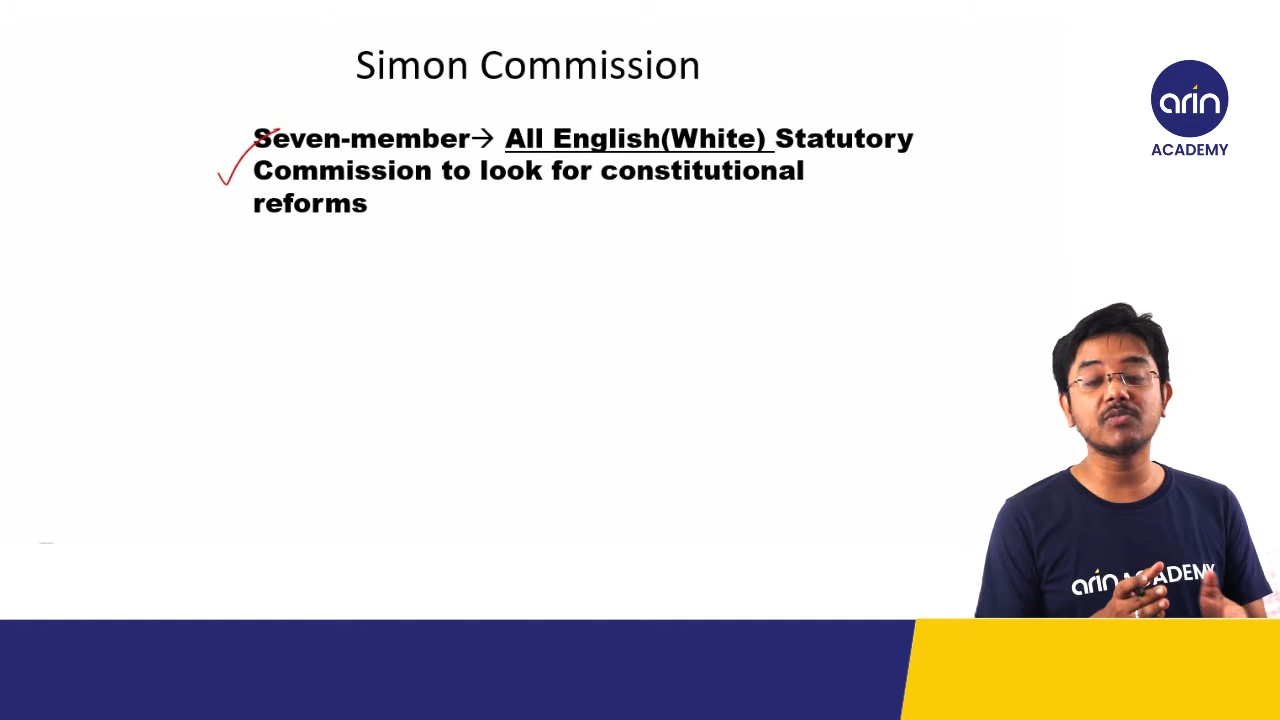 Simon Commission
arin
ACADEMY
Seven-member→ All English(White) Statutory
Commission to look for constitutional
reforms
arin ACADEMY